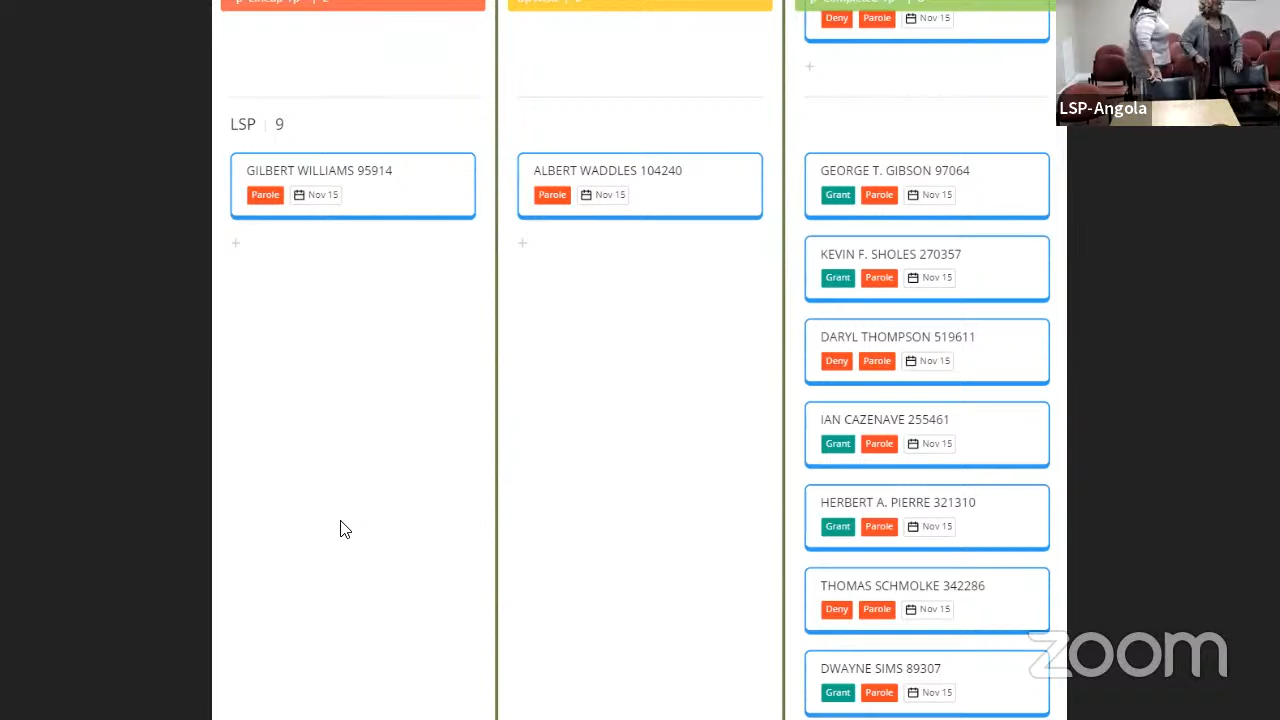 Deny Parole Nov 15
LSP-Angola
LSP 9
GILBERT WILLIAMS 95914
Parole Nov 15
ALBERT WADDLES 104240
Parole Nov 15
GEORGE T. GIBSON 97064
Grant Parole Nov 15
KEVIN F. SHOLES 270357
Grant Parole Nov 15
DARYL THOMPSON 519611
Deny Parole Nov 15
IAN CAZENAVE 255461
Grant Parole Nov 15
HERBERT A. PIERRE 321310
Grant Parole Nov 15
THOMAS SCHMOLKE 342286
Deny Parole Nov 15
DWAYNE SIMS 89307
Grant Parole Nov 15
zoom